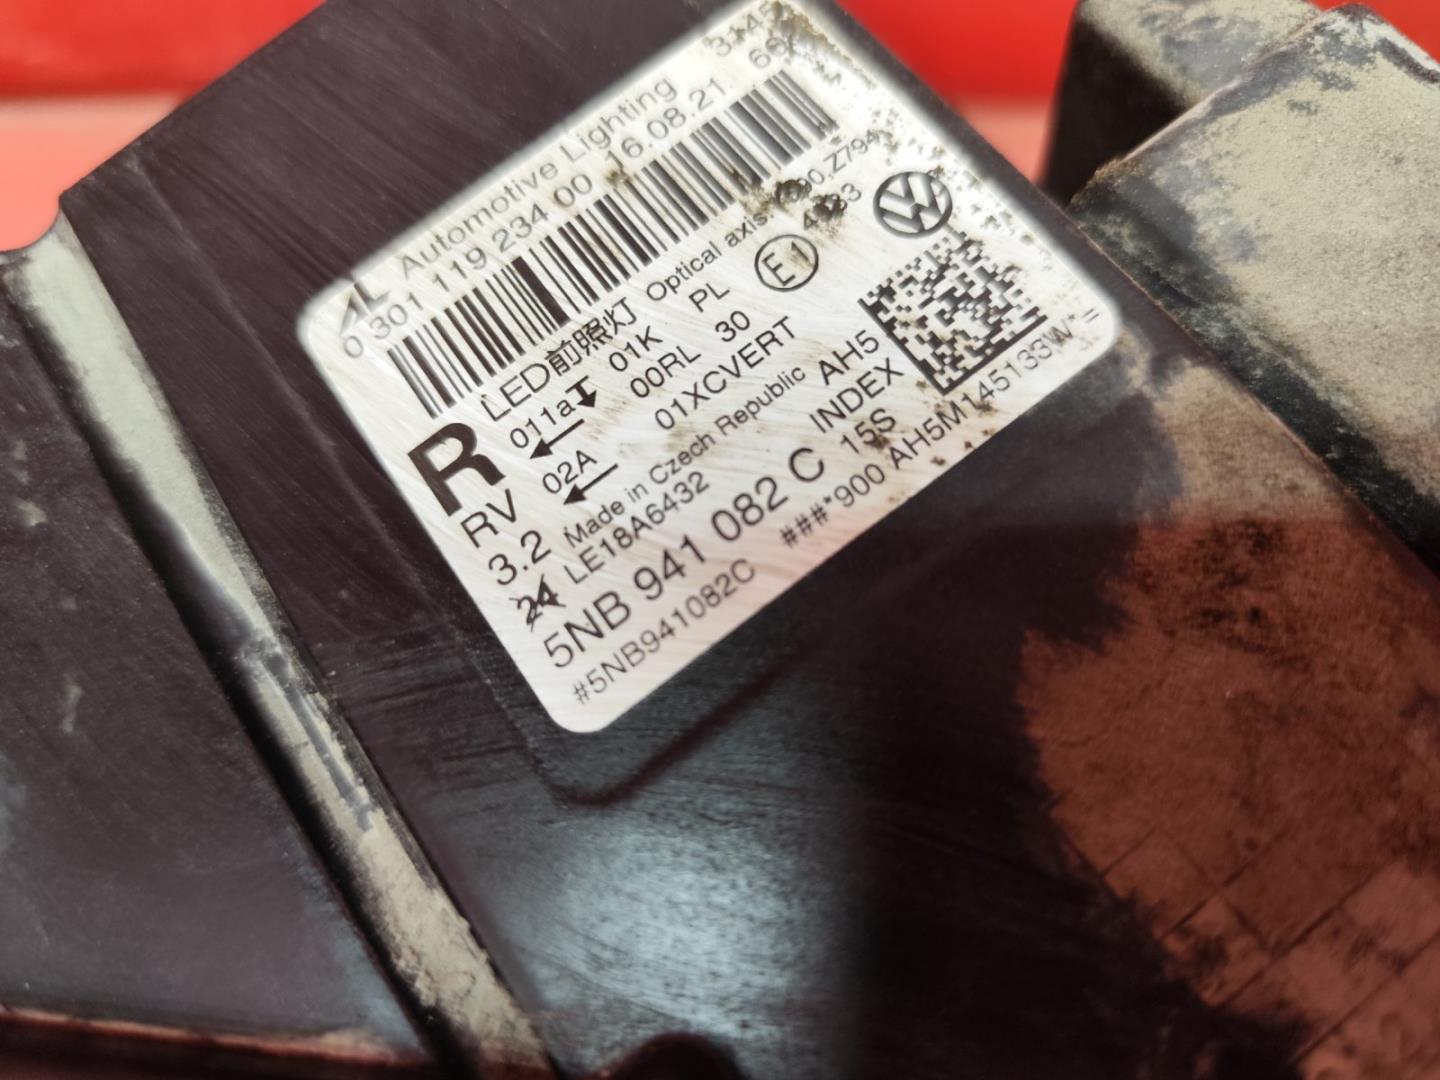 AL Automotive Lighting
0 301 119 234 00 16.08.21
LED前照灯 Optical axis
R 011a 01K PL E1
RV 02A 00RL 30
3.2 01XCVERT
24 Made in Czech Republic AH5
LE18A6432 INDEX
5NB 941 082 C 15S
#5NB941082C ###*900 AH5M145133W*=